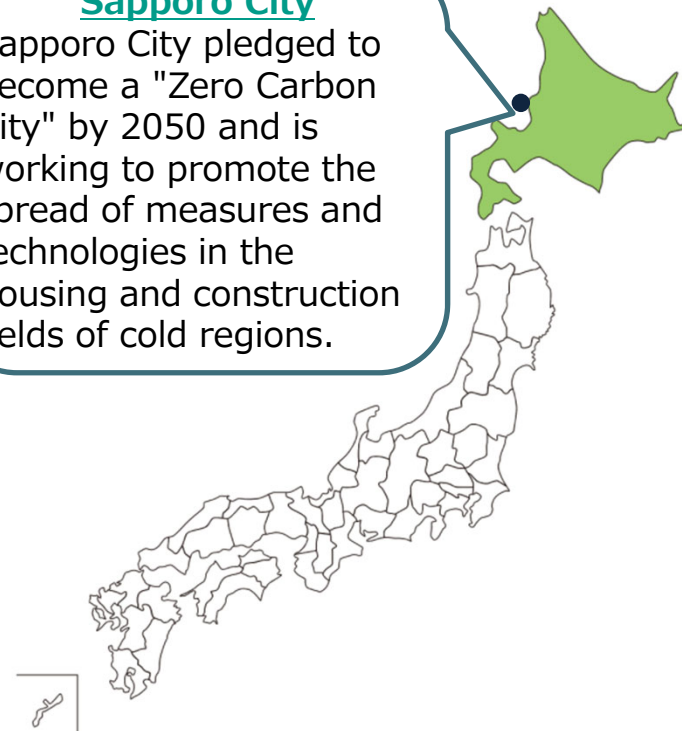 Sapporo City
apporo City pledged to
ecome a "Zero Carbon
ity" by 2050 and is
orking to promote the
pread of measures and
echnologies in the
ousing and construction
elds of cold regions.